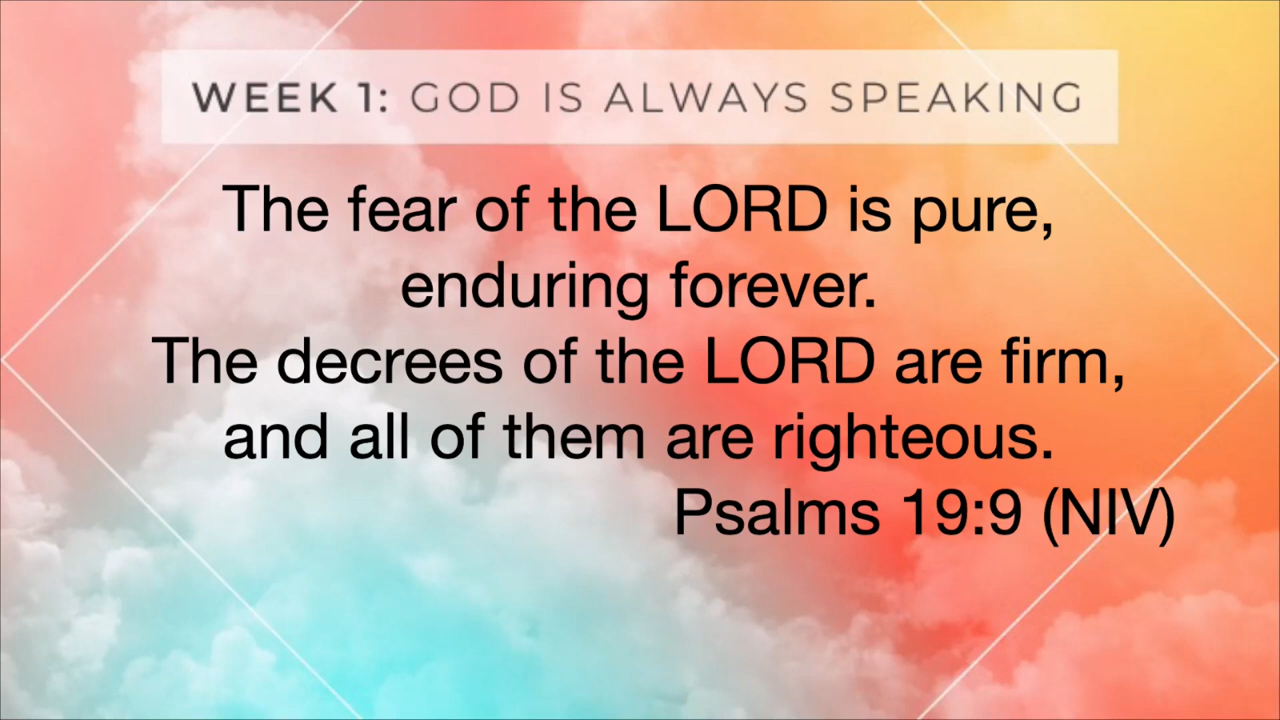 WEEK 1: GOD IS ALWAYS SPEAKING
The fear of the LORD is pure,
enduring forever.
The decrees of the LORD are firm,
and all of them are righteous.
Psalms 19:9 (NIV)